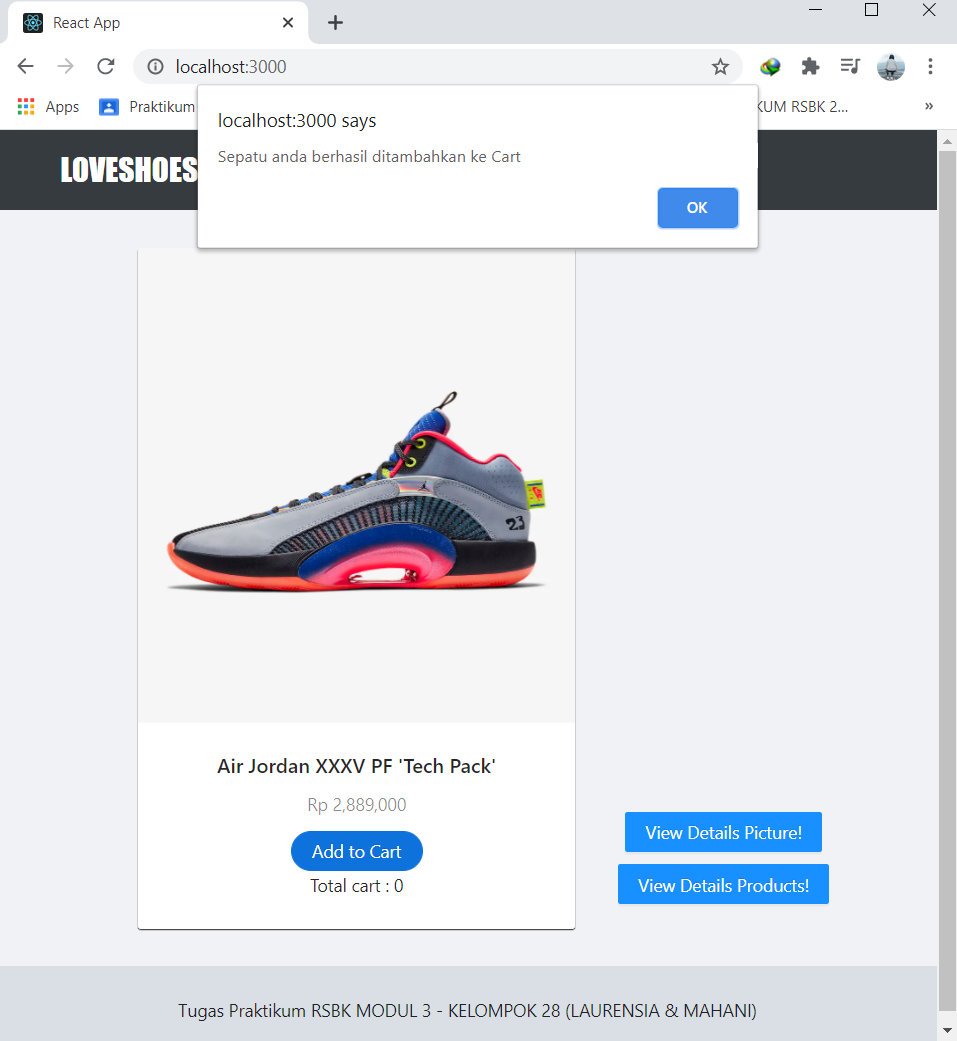 React App
localhost:3000
Apps
Praktikum
KUM RSBK 2...
»
localhost:3000 says
Sepatu anda berhasil ditambahkan ke Cart
OK
LOVESHOES
23
Air Jordan XXXV PF 'Tech Pack'
Rp 2,889,000
Add to Cart
Total cart : 0
View Details Picture!
View Details Products!
Tugas Praktikum RSBK MODUL 3 - KELOMPOK 28 (LAURENSIA & MAHANI)